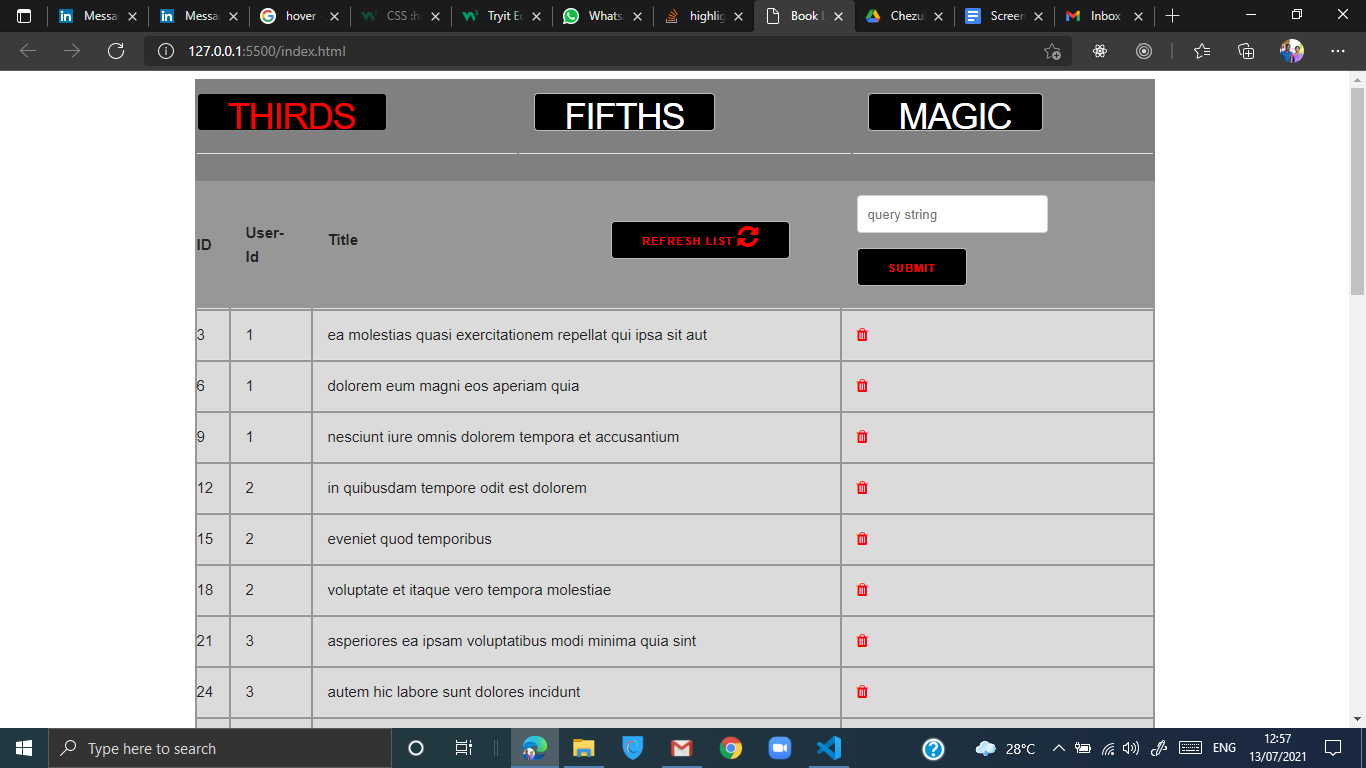 Messa Messa hover CSS :h Tryit Ec Whats highlig Book Chezu Screer Inbox
127.0.0.1:5500/index.html
THIRDS FIFTHS MAGIC
query string
ID User-Id Title REFRESH LIST
SUBMIT
3 1 ea molestias quasi exercitationem repellat qui ipsa sit aut
6 1 dolorem eum magni eos aperiam quia
9 1 nesciunt iure omnis dolorem tempora et accusantium
12 2 in quibusdam tempore odit est dolorem
15 2 eveniet quod temporibus
18 2 voluptate et itaque vero tempora molestiae
21 3 asperiores ea ipsam voluptatibus modi minima quia sint
24 3 autem hic labore sunt dolores incidunt
Type here to search 28°C ENG 12:57
13/07/2021